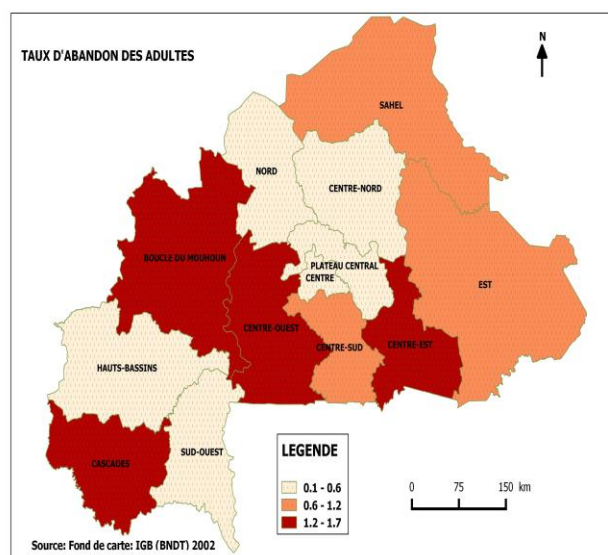 TAUX D'ABANDON DES ADULTES
N
SAHEL
NORD
CENTRE-NORD
BOUCLE DU MOUHOUN
PLATEAU CENTRAL
CENTRE
EST
CENTRE-OUEST
CENTRE-SUD
CENTRE-EST
HAUTS-BASSINS
SUD-OUEST
CASCADES
LEGENDE
0.1 - 0.6
0.6 - 1.2
1.2 - 1.7
0 75 150 km
Source: Fond de carte: IGB (BNDT) 2002